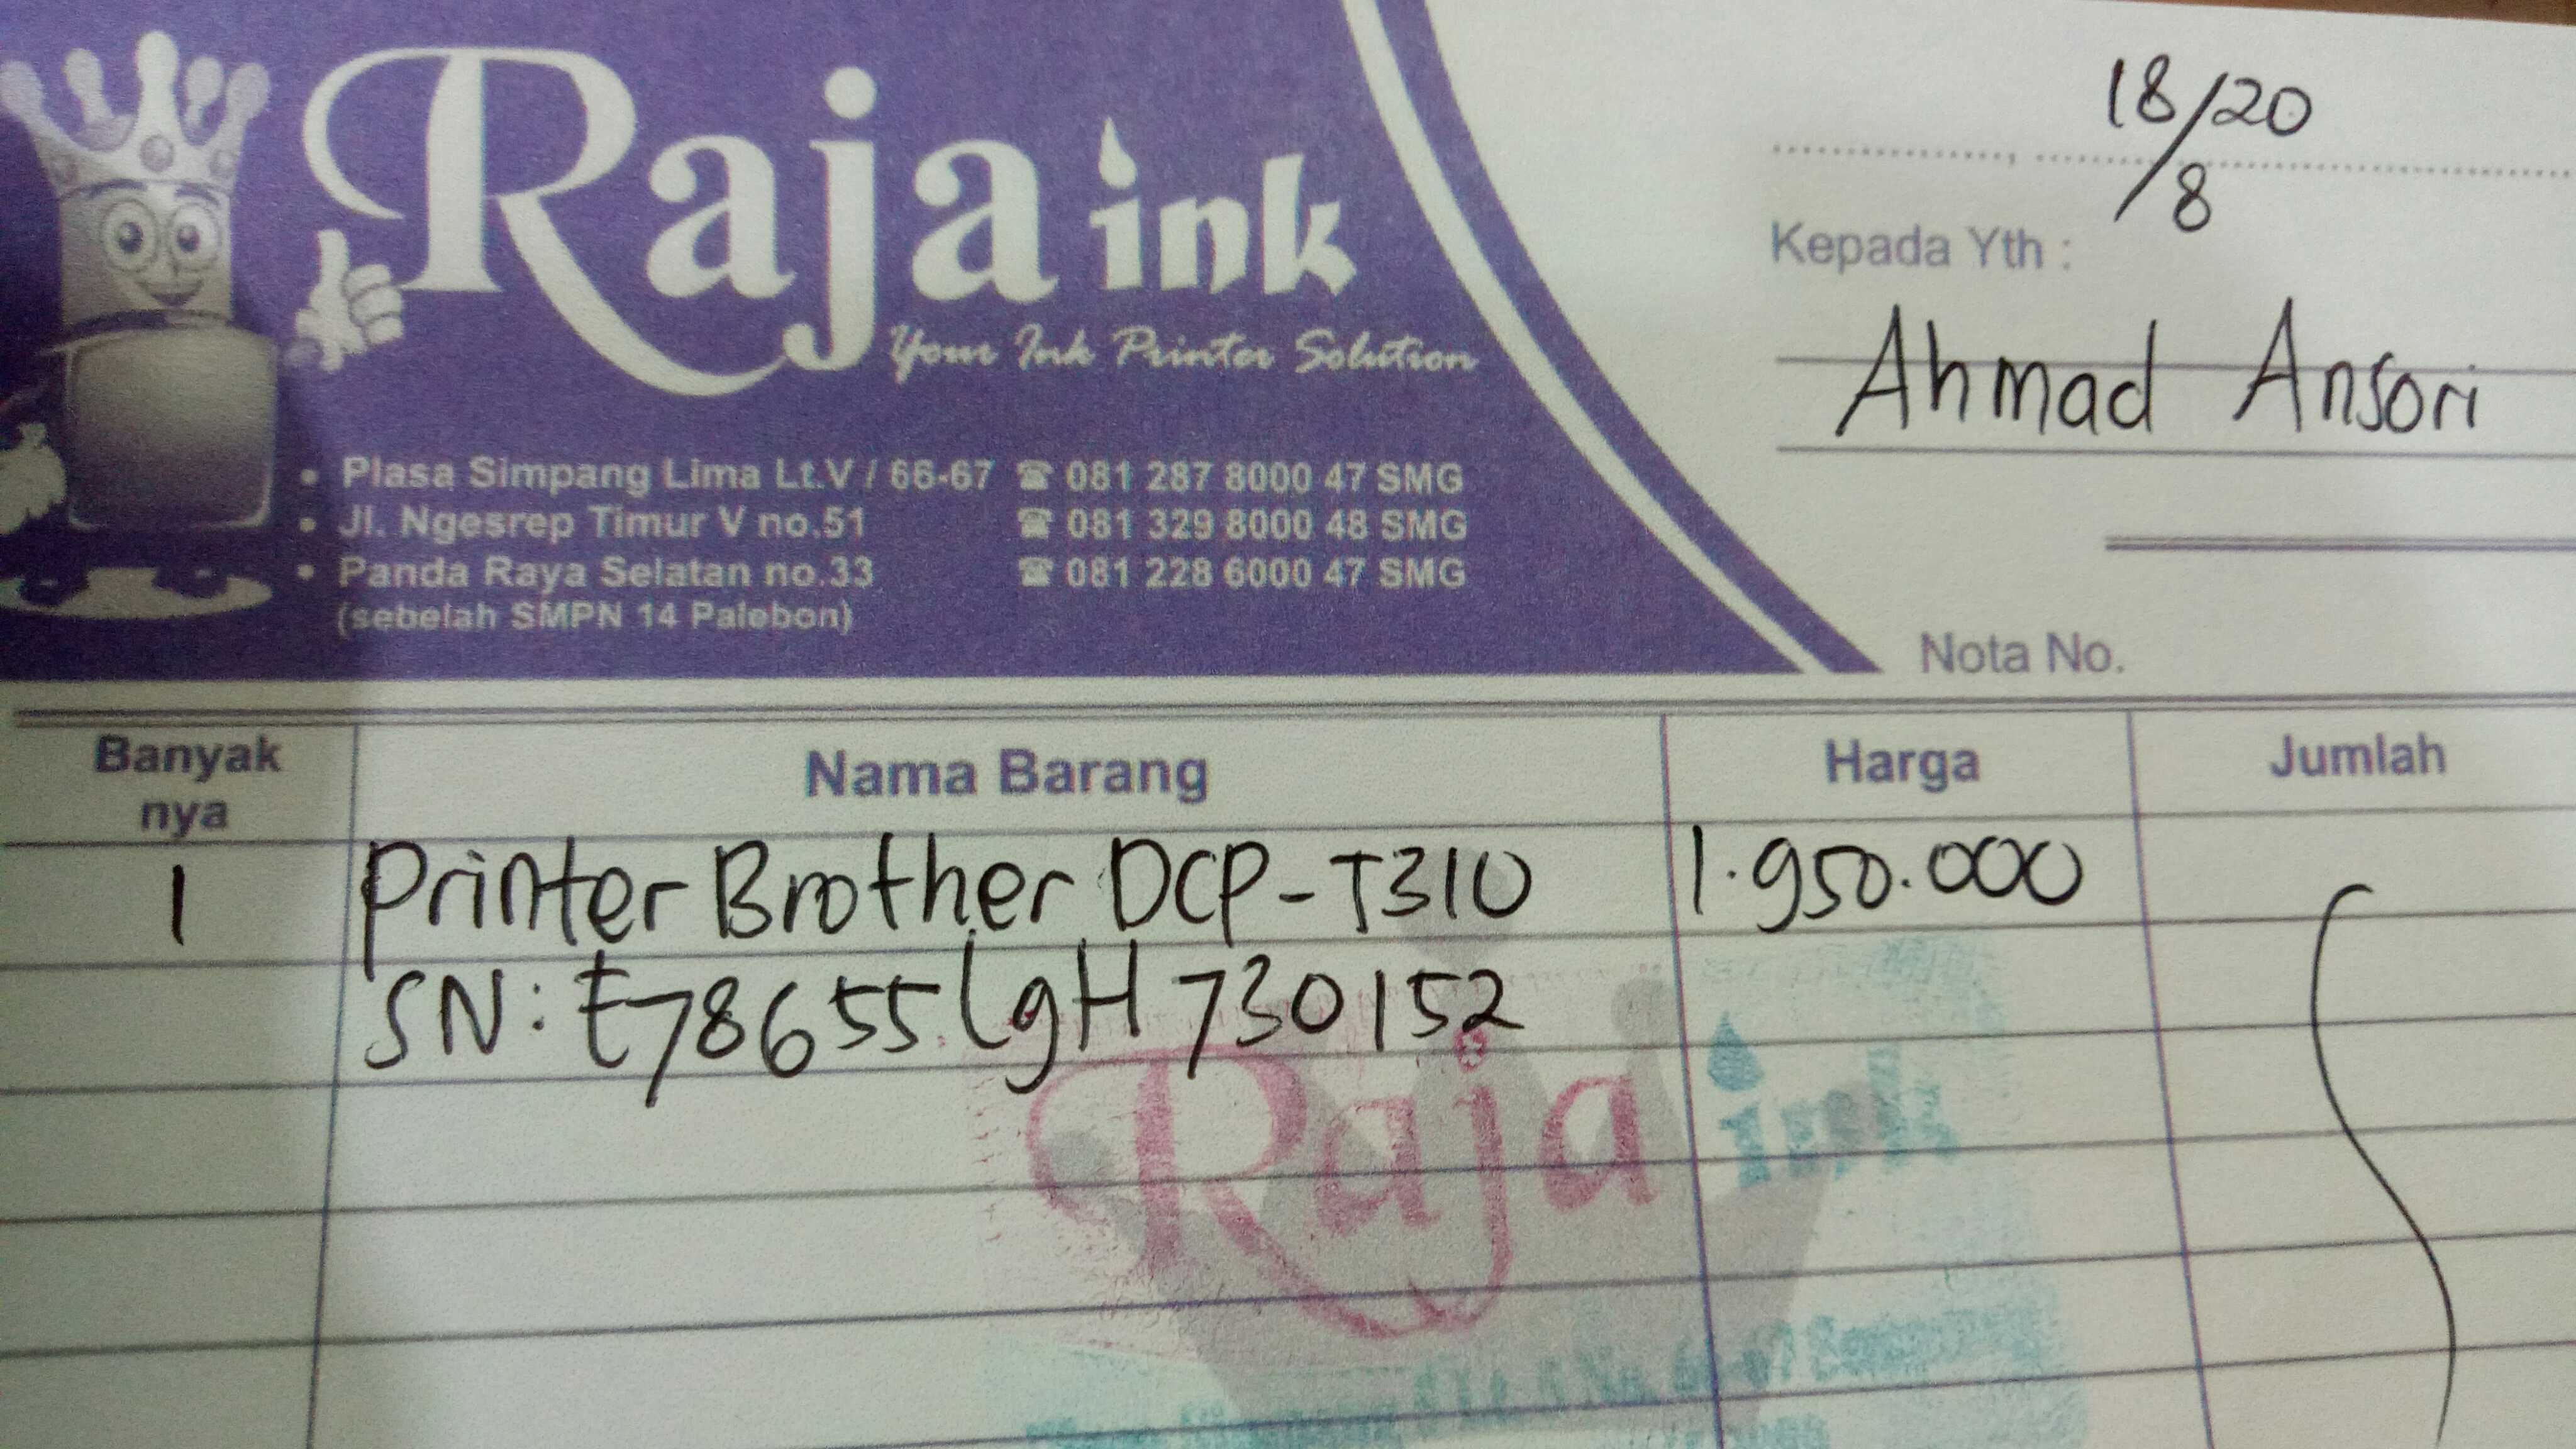 Raja ink
Your Ink Printer Solution
• Plasa Simpang Lima Lt.V / 66-67 ☎ 081 287 8000 47 SMG
• Jl. Ngesrep Timur V no.51 ☎ 081 329 8000 48 SMG
• Panda Raya Selatan no.33 ☎ 081 228 6000 47 SMG
(sebelah SMPN 14 Palebon)
18/8/20
Kepada Yth :
Ahmad Ansori
Nota No.
Banyak nya Nama Barang Harga Jumlah
1 Printer Brother DCP-T310 1.950.000
SN: E78655L9H730152
Raja ink